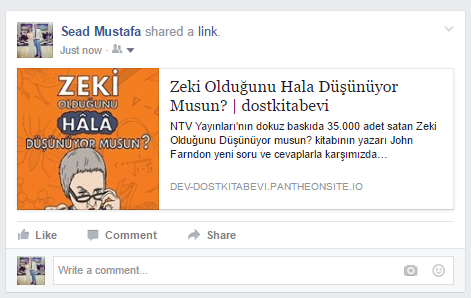 Sead Mustafa shared a link.
Just now
ZEKİ
OLDUĞUNU
HÂLÂ
DÜŞÜNÜYOR MUSUN?
Zeki Olduğunu Hala Düşünüyor
Musun? | dostkitabevi
NTV Yayınları'nın dokuz baskıda 35.000 adet satan Zeki
Olduğunu Düşünüyor musun? kitabının yazarı John
Farndon yeni soru ve cevaplarla karşımızda…
DEV-DOSTKITABEVI.PANTHEONSITE.IO
Like Comment Share
Write a comment...